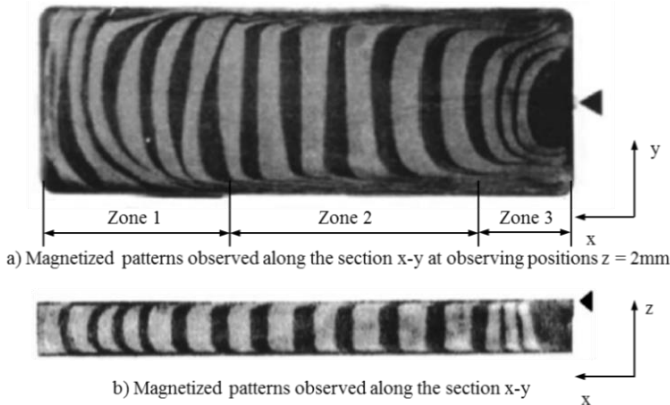 y
Zone 1
Zone 2
Zone 3
x
a) Magnetized patterns observed along the section x-y at observing positions z = 2mm
z
b) Magnetized patterns observed along the section x-y
x